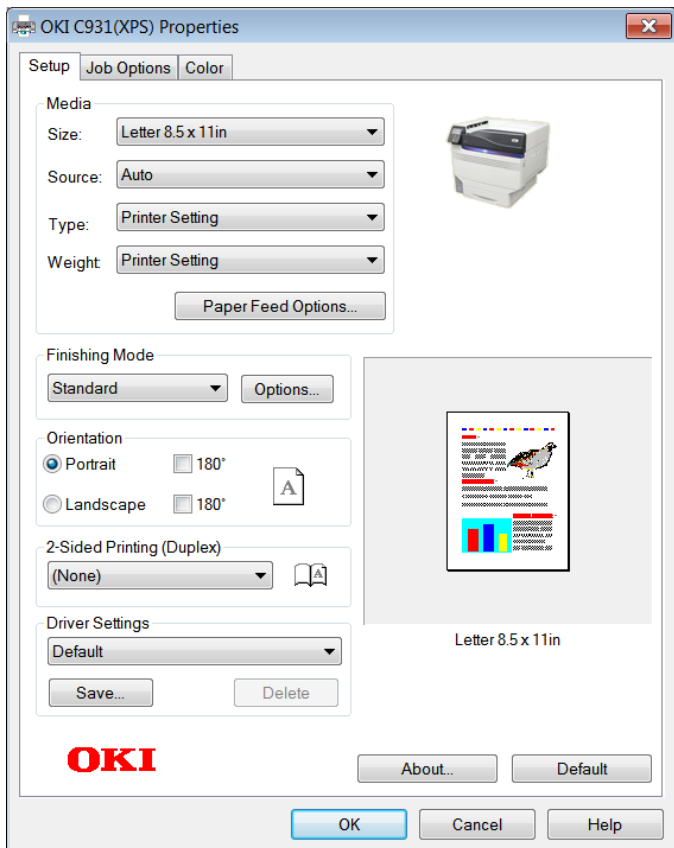 OKI C931(XPS) Properties
Setup Job Options Color
Media
Size: Letter 8.5 x 11in
Source: Auto
Type: Printer Setting
Weight: Printer Setting
Paper Feed Options...
Finishing Mode
Standard Options...
Orientation
Portrait 180°
A
Landscape 180°
2-Sided Printing (Duplex)
(None) A
Driver Settings
Default
Letter 8.5 x 11in
Save... Delete
OKI
About... Default
OK Cancel Help